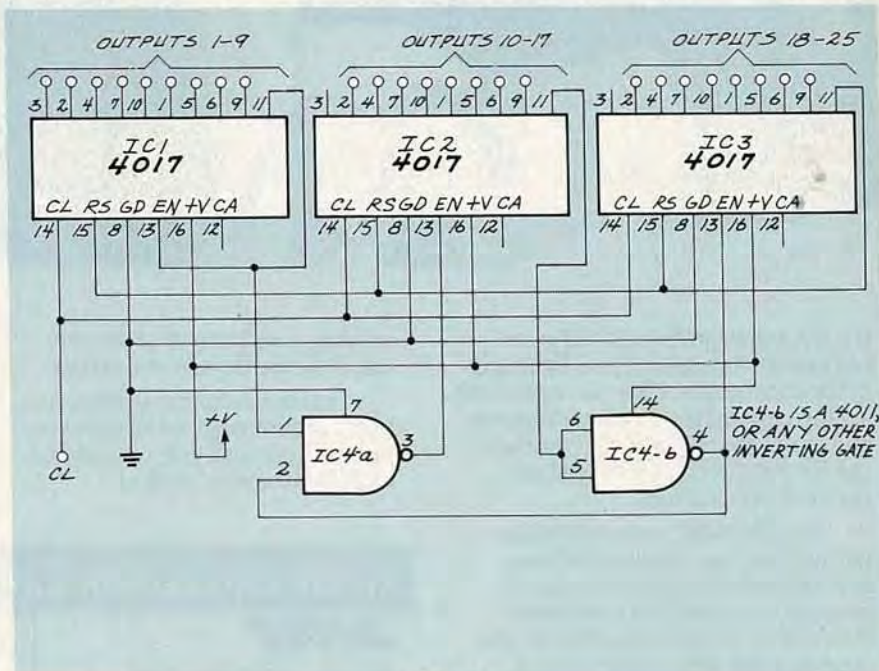 OUTPUTS 1-9
OUTPUTS 10-17
OUTPUTS 18-25
3 2 4 7 10 1 5 6 9 11
3 2 4 7 10 1 5 6 9 11
3 2 4 7 10 1 5 6 9 11
IC1
4017
CL RS GD EN +V CA
14 15 8 13 16 12
IC2
4017
CL RS GD EN +V CA
14 15 8 13 16 12
IC3
4017
CL RS GD EN +V CA
14 15 8 13 16 12
+V
CL
7
1
2
3
IC4-a
14
6
5
4
IC4-b
IC4-b IS A 4011,
OR ANY OTHER
INVERTING GATE